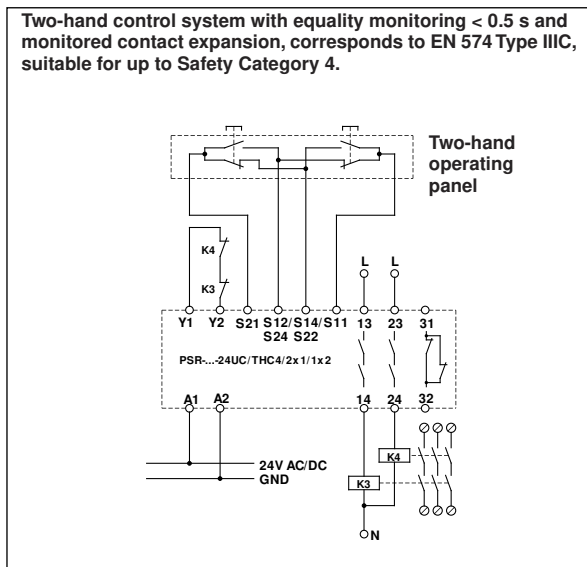 Two-hand control system with equality monitoring < 0.5 s and
monitored contact expansion, corresponds to EN 574 Type IIIC,
suitable for up to Safety Category 4.
Two-hand
operating
panel
K4
K3
L L
Y1 Y2 S21 S12/ S14/ S11 13 23 31
S24 S22
PSR-...-24UC/THC4/2x1/1x2
A1 A2 14 24 32
24V AC/DC
GND
K4
K3
N